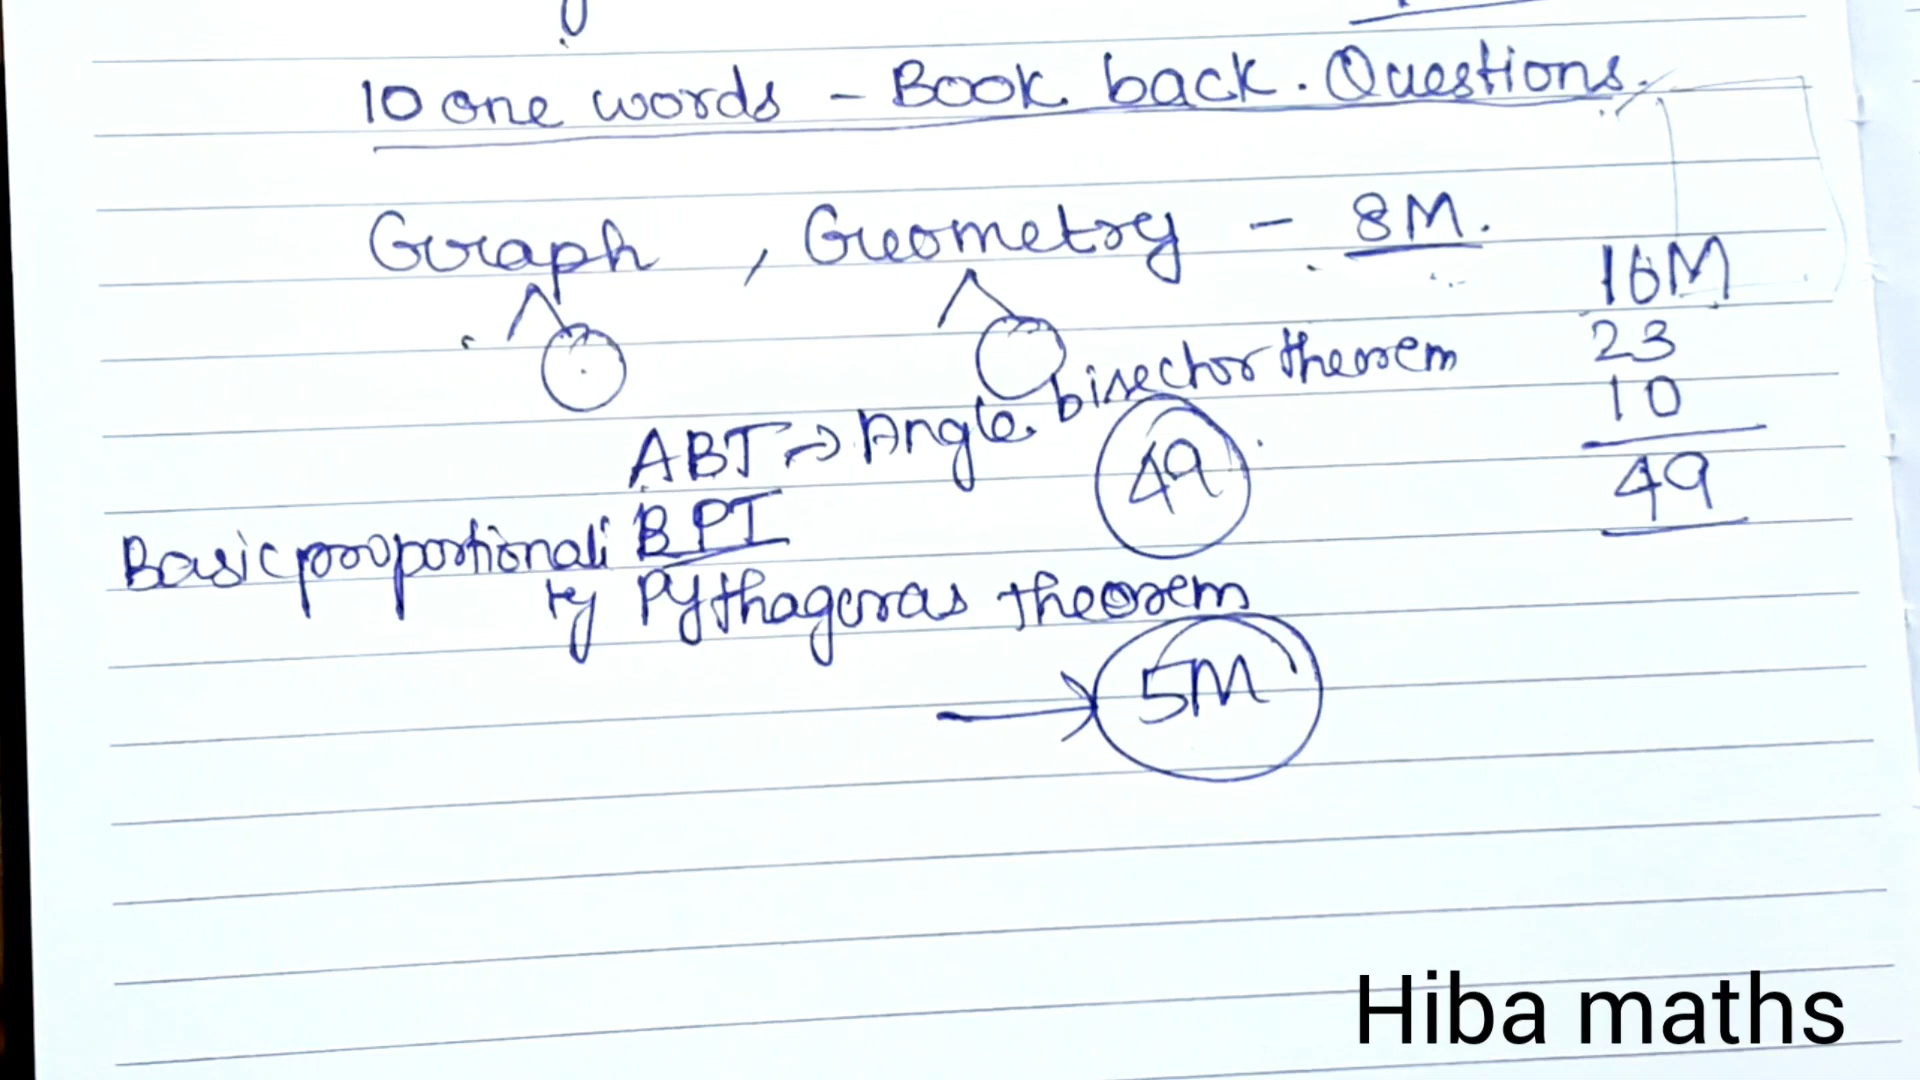 10 one words - Book back. Questions.
Graph , Geometry - 8M.
16M
23
10
49
ABT → Angle bisector theorem
49
Basic proportionali BPT
ty Pythagoras theorem
→ 5M
Hiba maths